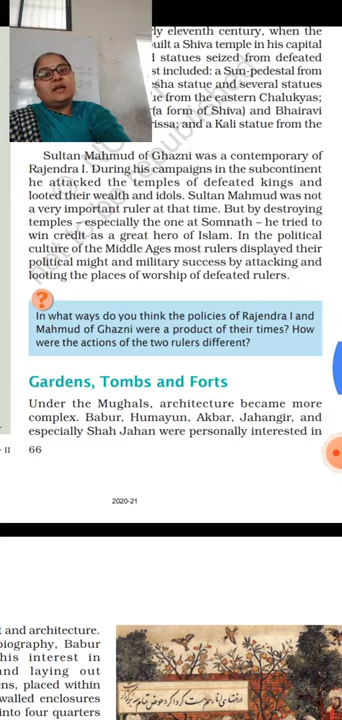 ly eleventh century, when the
uilt a Shiva temple in his capital
l statues seized from defeated
st included: a Sun-pedestal from
sha statue and several statues
e from the eastern Chalukyas;
(a form of Shiva) and Bhairavi
rissa; and a Kali statue from the
Sultan Mahmud of Ghazni was a contemporary of
Rajendra I. During his campaigns in the subcontinent
he attacked the temples of defeated kings and
looted their wealth and idols. Sultan Mahmud was not
a very important ruler at that time. But by destroying
temples – especially the one at Somnath – he tried to
win credit as a great hero of Islam. In the political
culture of the Middle Ages most rulers displayed their
political might and military success by attacking and
looting the places of worship of defeated rulers.
?
In what ways do you think the policies of Rajendra I and
Mahmud of Ghazni were a product of their times? How
were the actions of the two rulers different?
Gardens, Tombs and Forts
Under the Mughals, architecture became more
complex. Babur, Humayun, Akbar, Jahangir, and
especially Shah Jahan were personally interested in
- II 66
2020-21
t and architecture.
biography, Babur
his interest in
and laying out
ens, placed within
walled enclosures
into four quarters